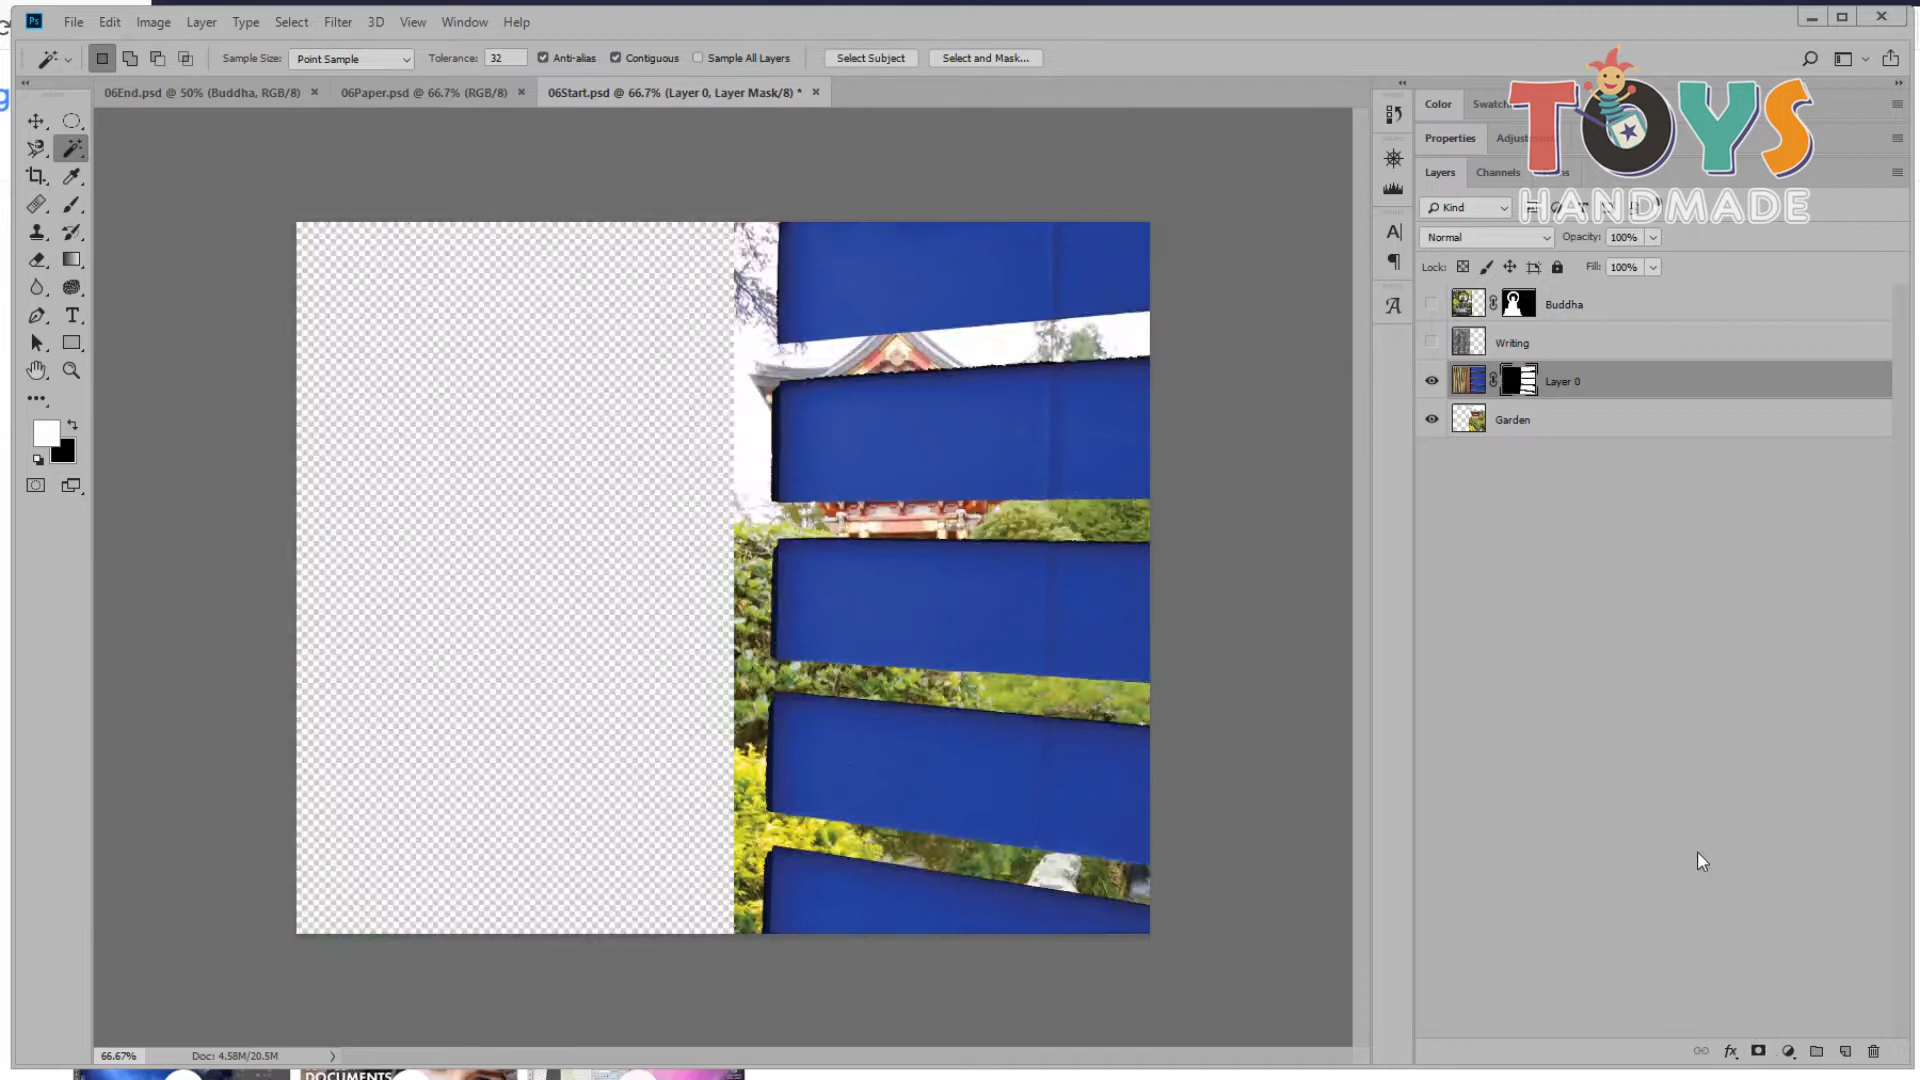 Ps File Edit Image Layer Type Select Filter 3D View Window Help
Sample Size: Point Sample Tolerance: 32 Anti-alias Contiguous Sample All Layers Select Subject Select and Mask...
06End.psd @ 50% (Buddha, RGB/8) × 06Paper.psd @ 66.7% (RGB/8) × 06Start.psd @ 66.7% (Layer 0, Layer Mask/8) * ×
TOYS
HANDMADE
Color
Properties
Layers Channels
Kind
Normal Opacity: 100%
Lock: Fill: 100%
Buddha
Writing
Layer 0
Garden
66.67% Doc: 4.58M/20.5M
DOCUMENTS